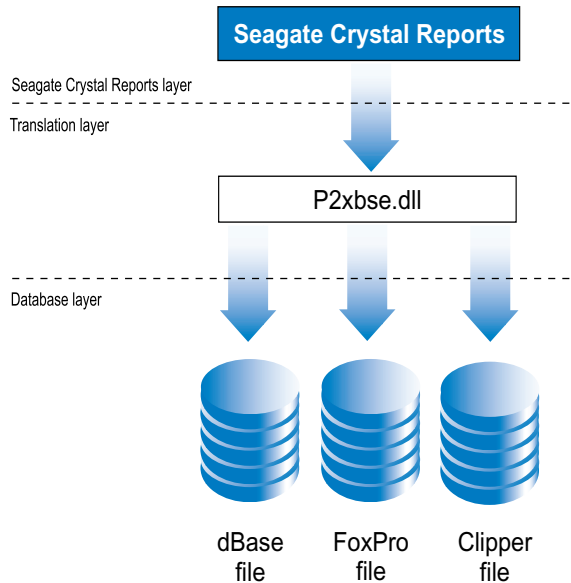 Seagate Crystal Reports
Seagate Crystal Reports layer
Translation layer
P2xbse.dll
Database layer
dBase
file
FoxPro
file
Clipper
file